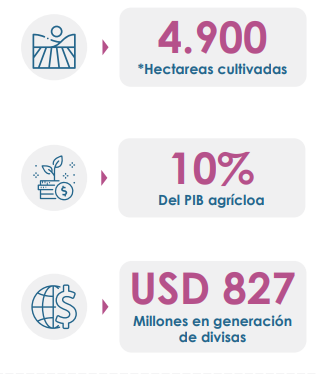 4.900
*Hectareas cultivadas
10%
Del PIB agrícloa
USD 827
Millones en generación
de divisas